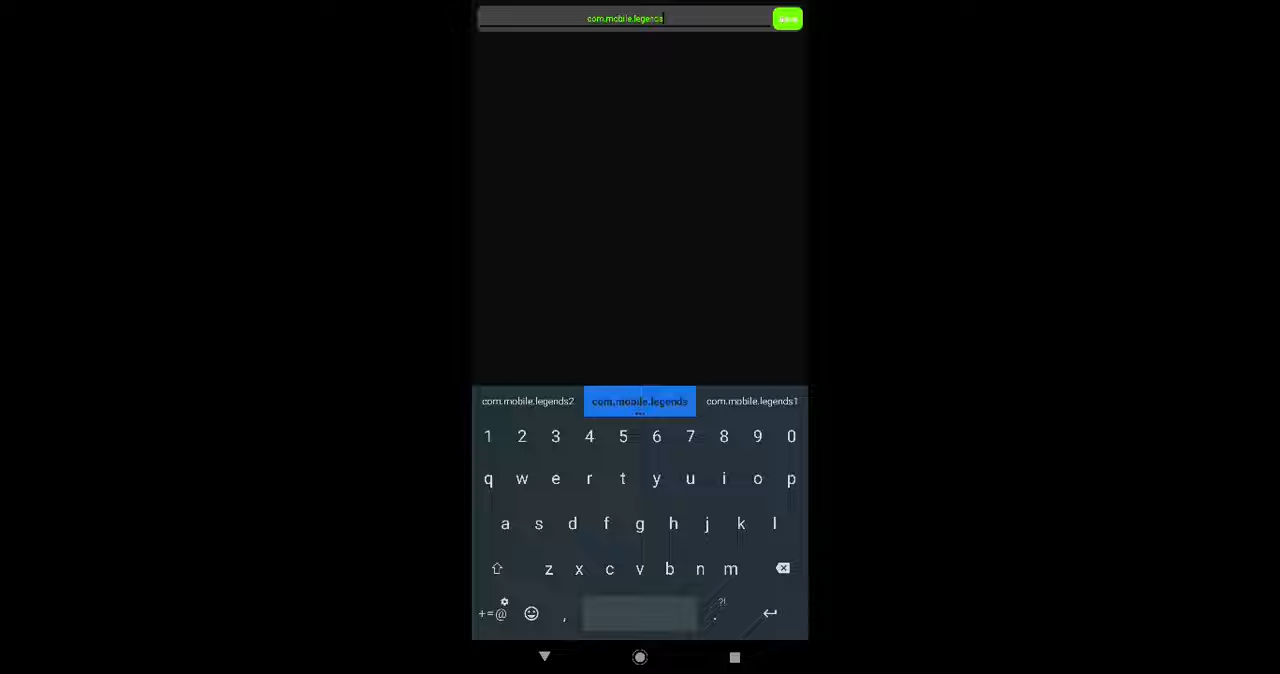 com.mobile.legends
com.mobile.legends2 com.mobile.legends com.mobile.legends1
1 2 3 4 5 6 7 8 9 0
q w e r t y u i o p
a s d f g h j k l
z x c v b n m
+=@ , ?! .